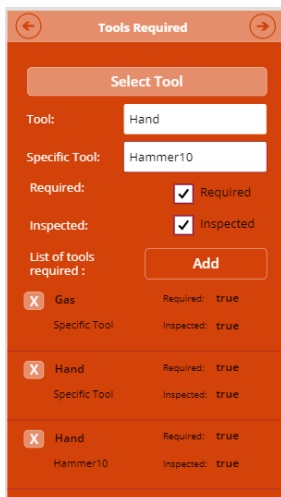 Tools Required
Select Tool
Tool: Hand
Specific Tool: Hammer10
Required: Required
Inspected: Inspected
List of tools
required : Add
X Gas Required: true
Specific Tool Inspected: true
X Hand Required: true
Specific Tool Inspected: true
X Hand Required: true
Hammer10 Inspected: true